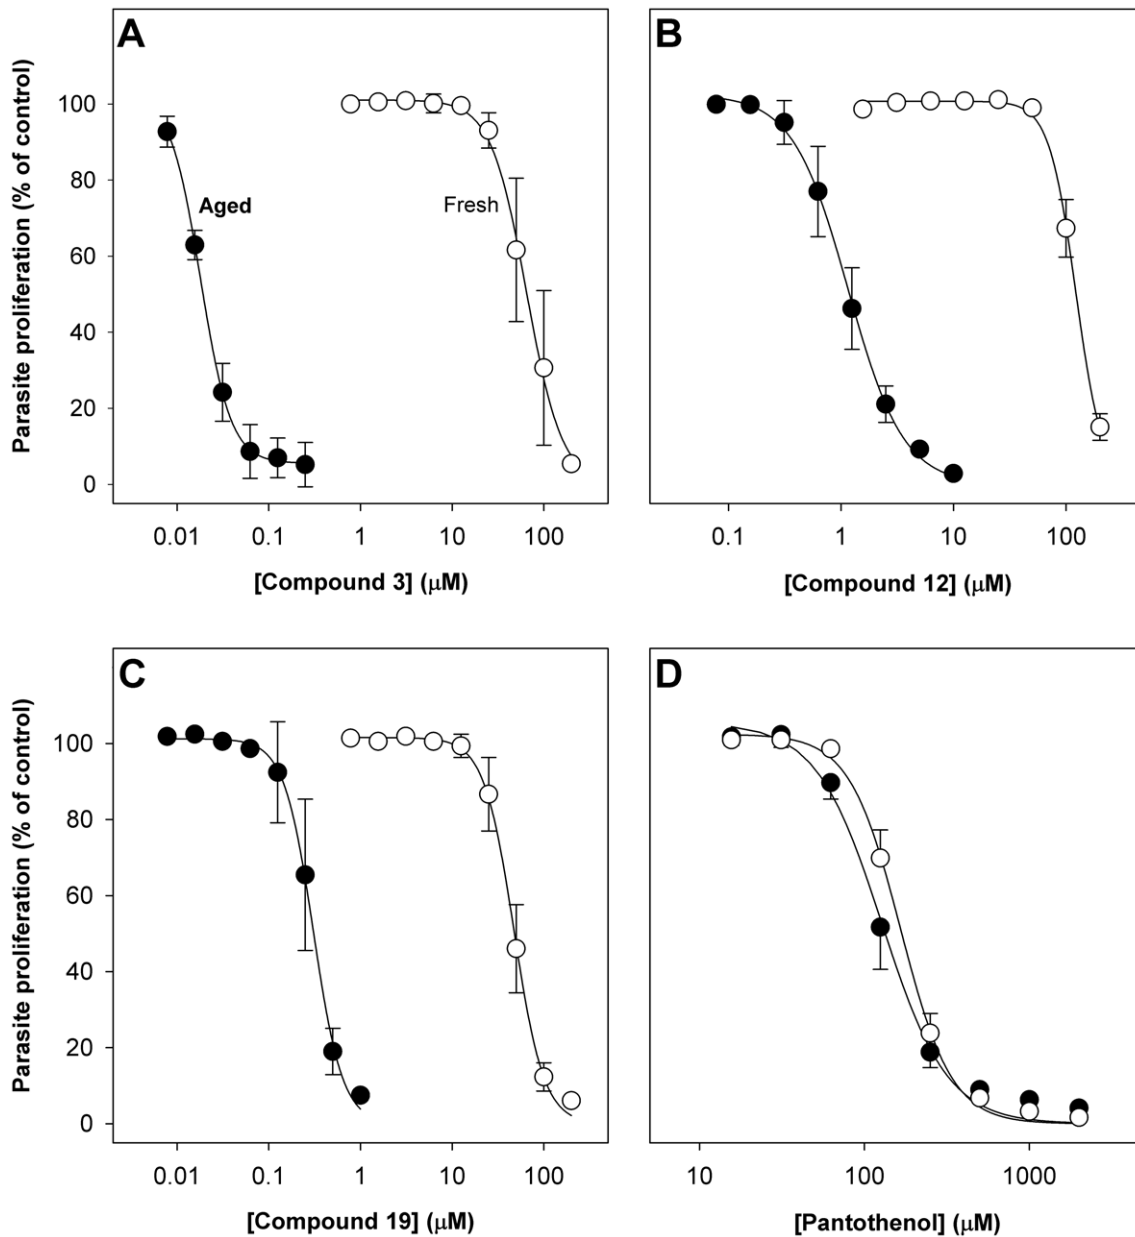 A
B
Parasite proliferation (% of control)
100
80
60
40
20
0
Aged
Fresh
0.01 0.1 1 10 100
0.1 1 10 100
[Compound 3] (μM)
[Compound 12] (μM)
C
D
Parasite proliferation (% of control)
100
80
60
40
20
0
0.01 0.1 1 10 100
10 100 1000
[Compound 19] (μM)
[Pantothenol] (μM)